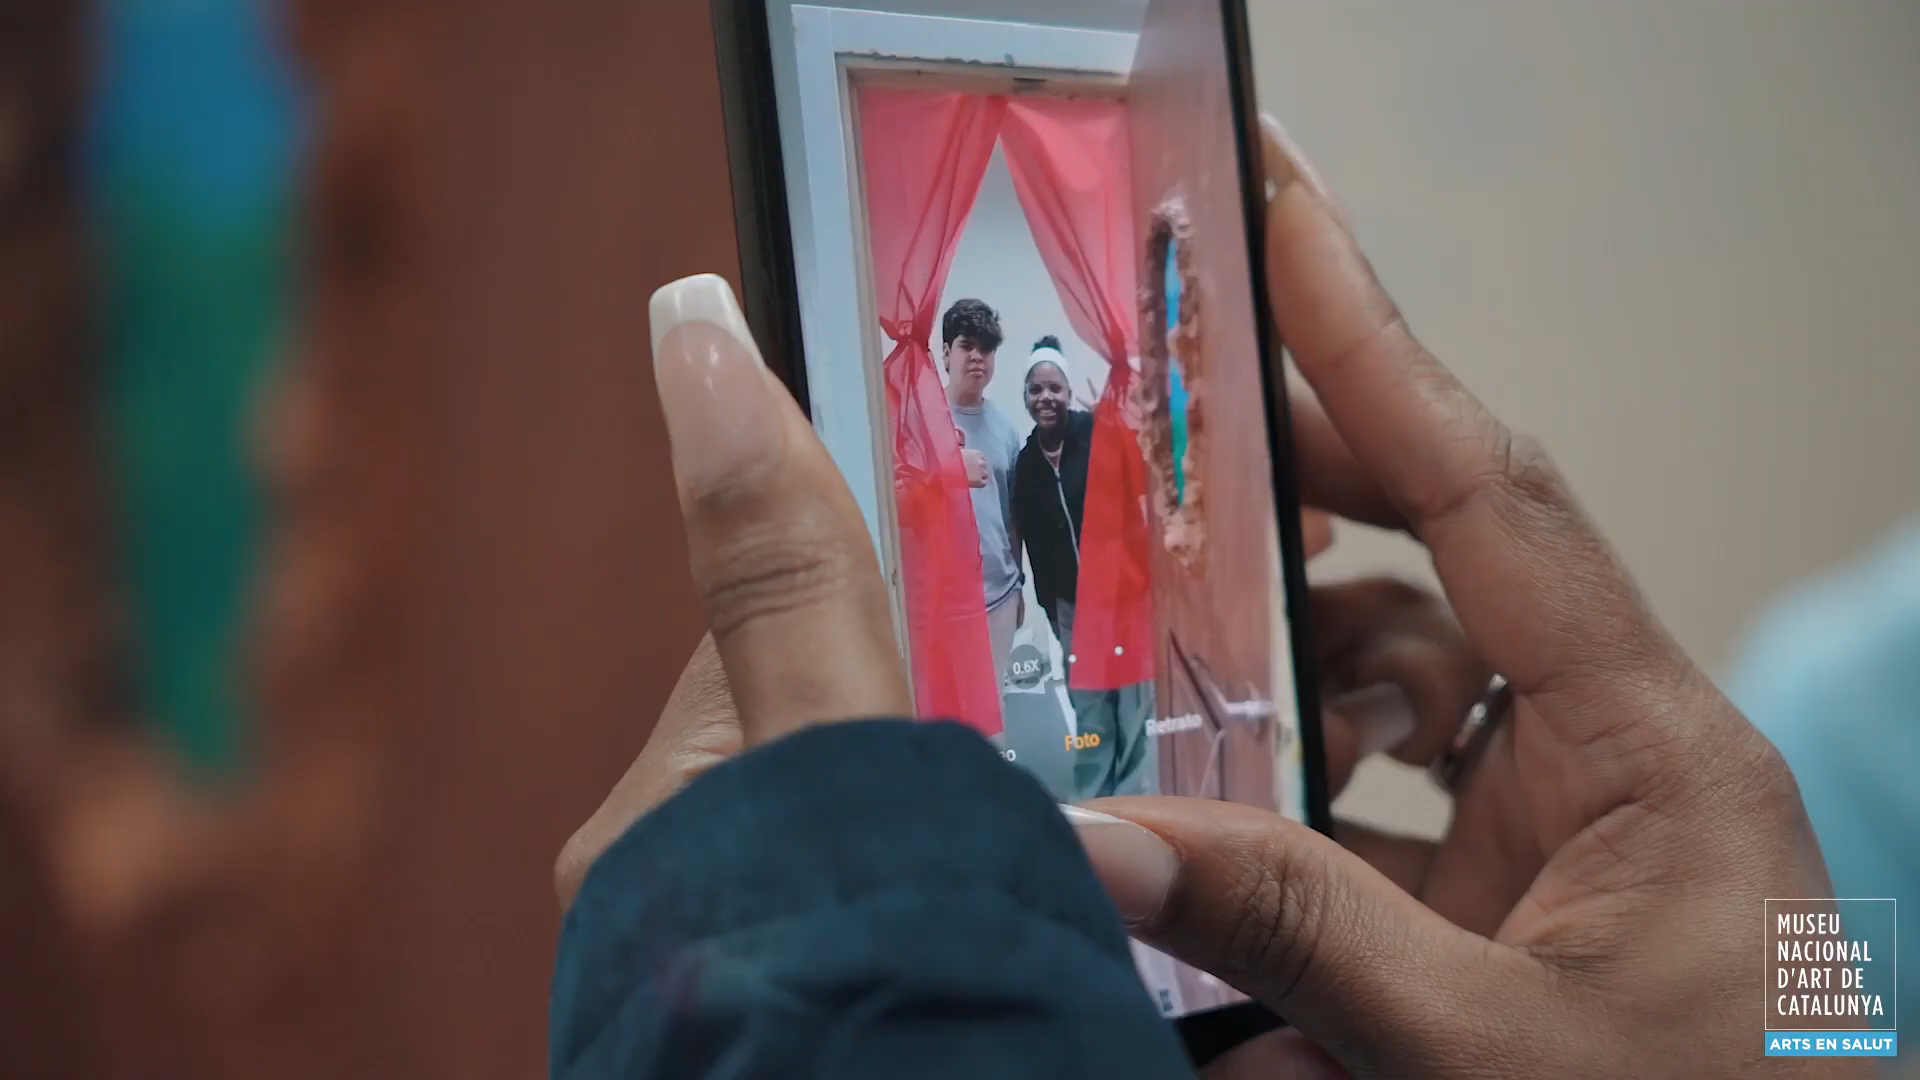 0.6X
Foto
Retrato
MUSEU
NACIONAL
D'ART DE
CATALUNYA
ARTS EN SALUT